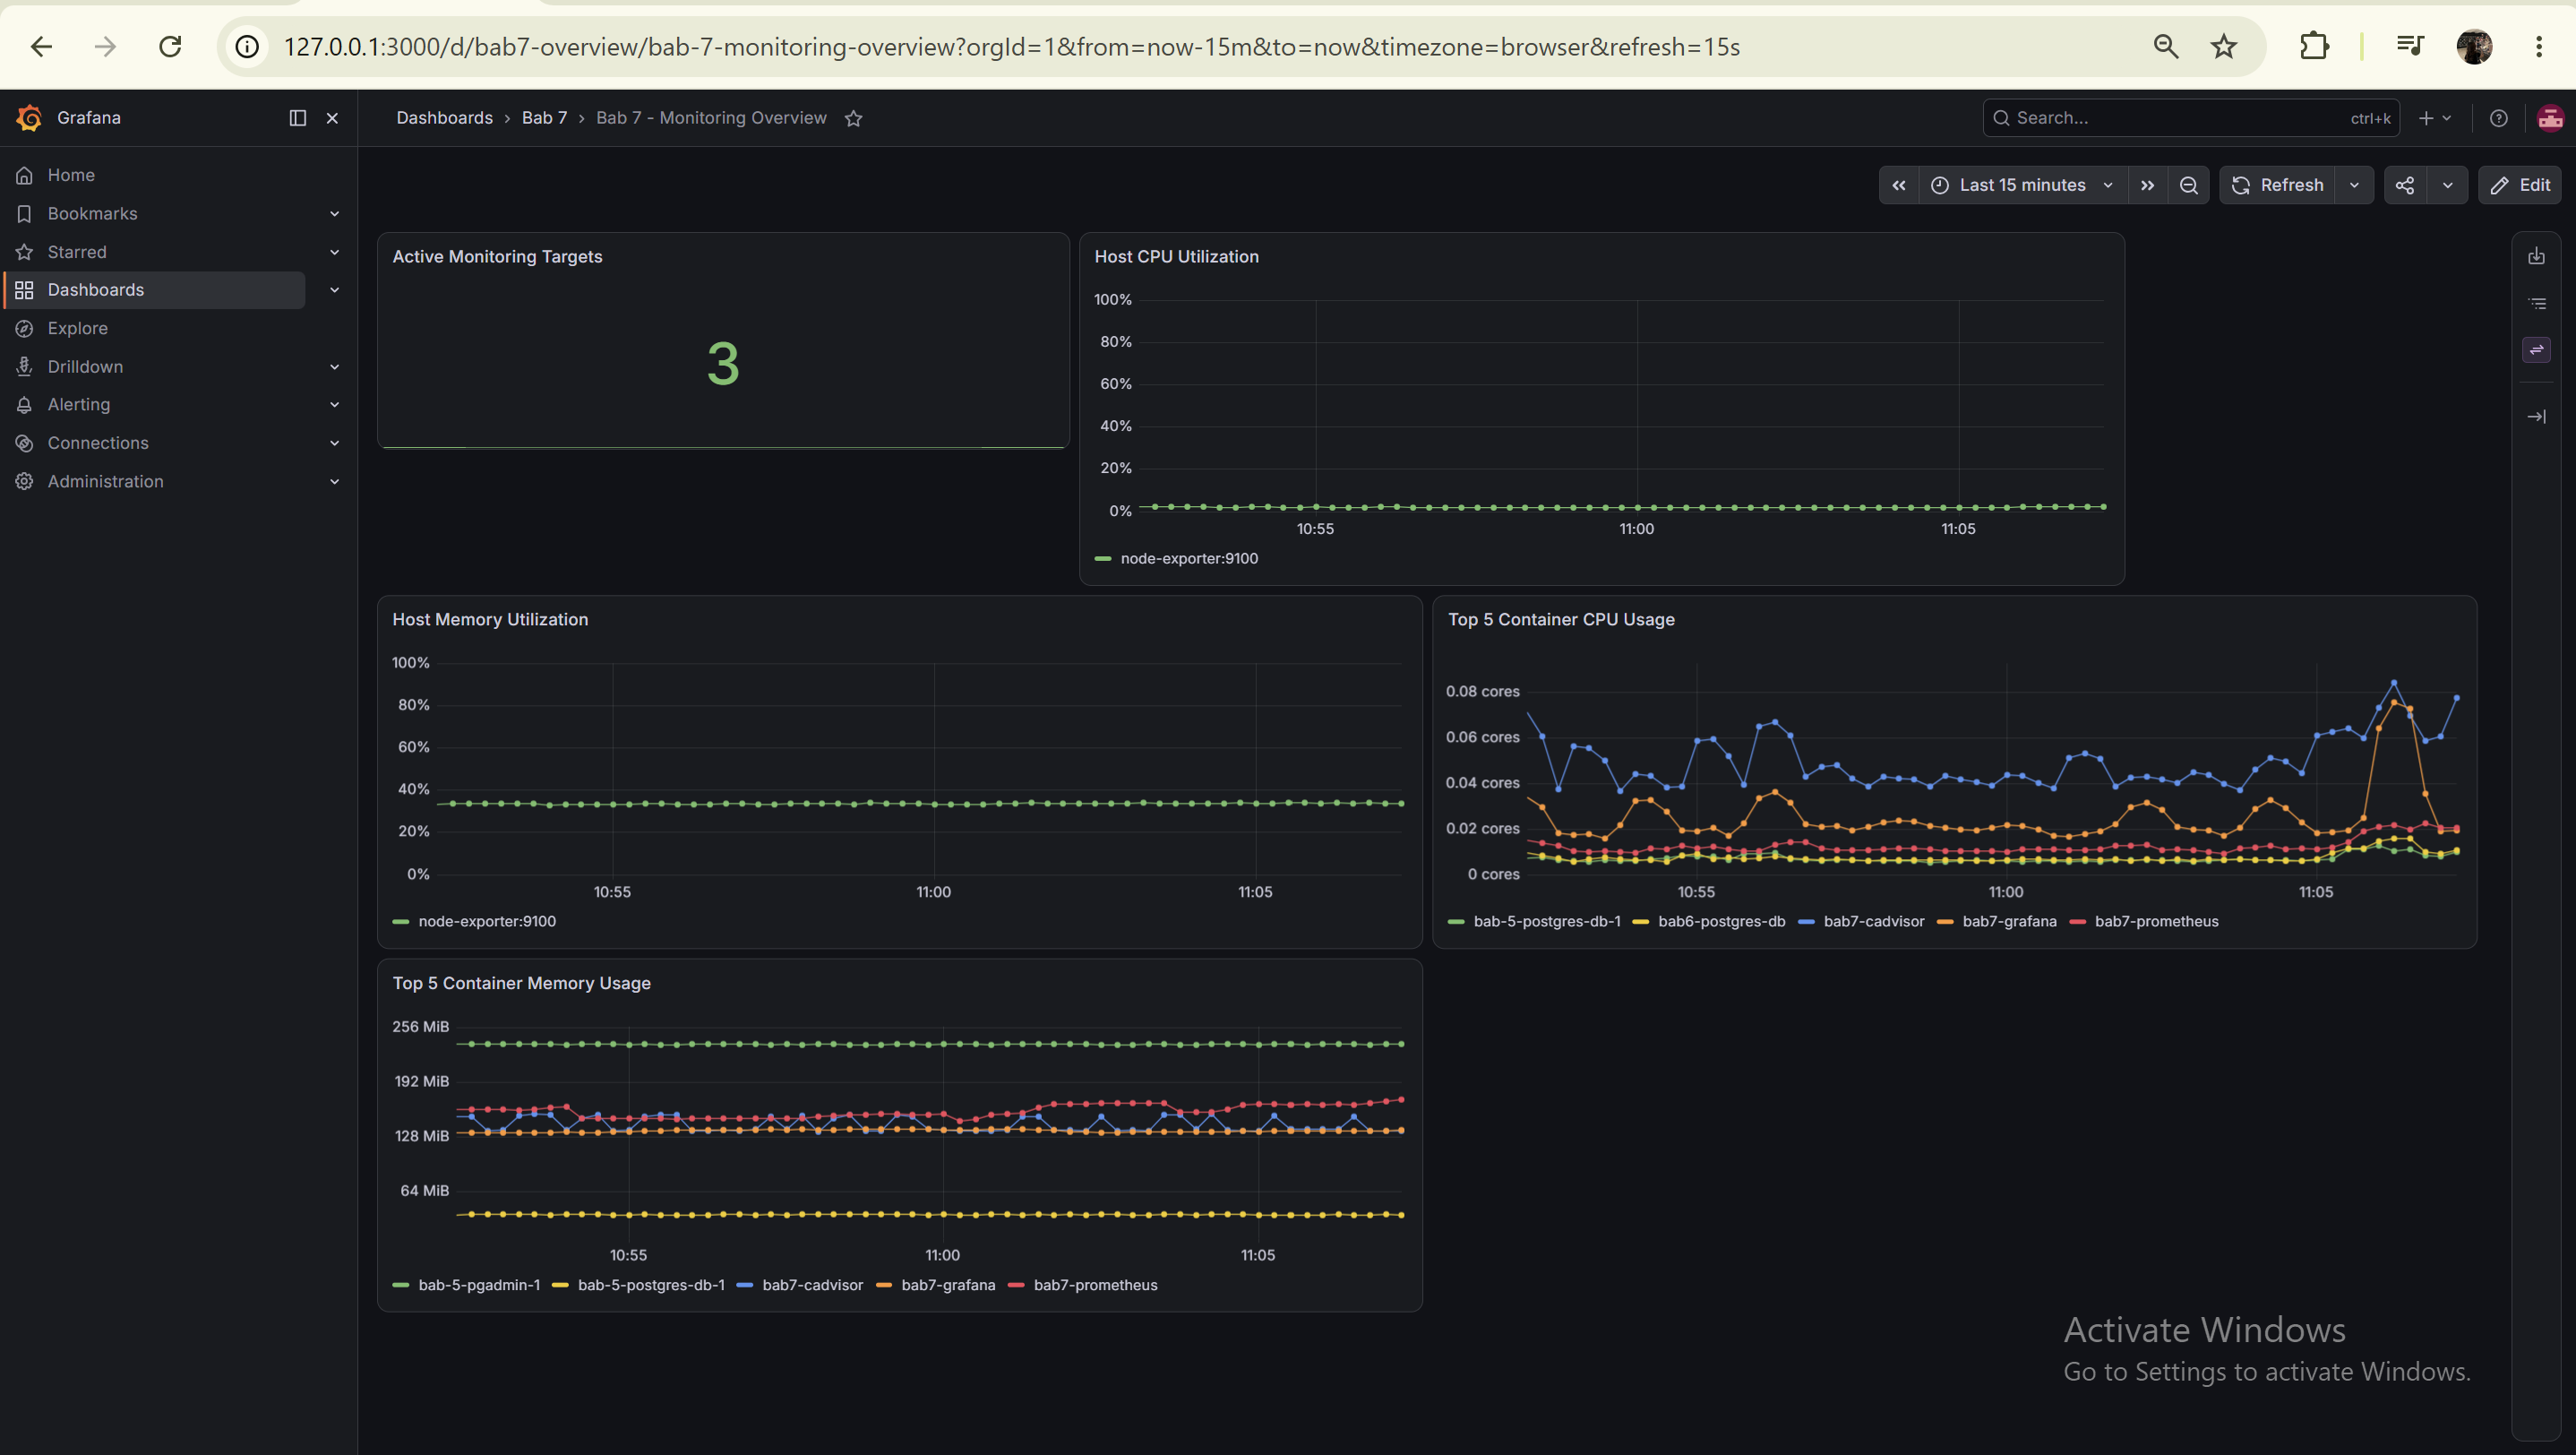 127.0.0.1:3000/d/bab7-overview/bab-7-monitoring-overview?orgId=1&from=now-15m&to=now&timezone=browser&refresh=15s
Grafana
Dashboards › Bab 7 › Bab 7 - Monitoring Overview
Search...
ctrl+k
Home
Bookmarks
Starred
Dashboards
Explore
Drilldown
Alerting
Connections
Administration
Last 15 minutes
Refresh
Edit
Active Monitoring Targets
3
Host CPU Utilization
100%
80%
60%
40%
20%
0%
10:55 11:00 11:05
node-exporter:9100
Host Memory Utilization
100%
80%
60%
40%
20%
0%
10:55 11:00 11:05
node-exporter:9100
Top 5 Container CPU Usage
0.08 cores
0.06 cores
0.04 cores
0.02 cores
0 cores
10:55 11:00 11:05
bab-5-postgres-db-1 bab6-postgres-db bab7-cadvisor bab7-grafana bab7-prometheus
Top 5 Container Memory Usage
256 MiB
192 MiB
128 MiB
64 MiB
10:55 11:00 11:05
bab-5-pgadmin-1 bab-5-postgres-db-1 bab7-cadvisor bab7-grafana bab7-prometheus
Activate Windows
Go to Settings to activate Windows.